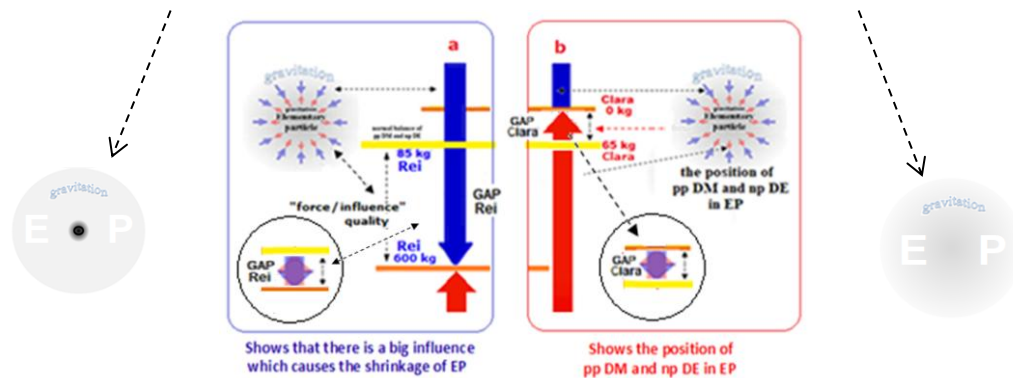 gravitation
E P
a
gravitation
gravitation
Elementary
particle
normal balance of
pp DM and np DE
85 kg
Rei
GAP
Rei
"force/influence"
quality
Rei
600 kg
GAP
Rei
Shows that there is a big influence
which causes the shrinkage of EP
b
GAP
Clara
Clara
0 kg
65 kg
Clara
gravitation
gravitation
Elementary
particle
the position of
pp DM and np DE
in EP
GAP
Clara
Shows the position of
pp DM and np DE in EP
gravitation
E P